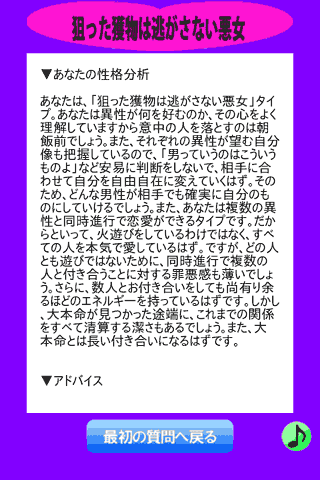 狙った獲物は逃がさない悪女
▼あなたの性格分析
あなたは、「狙った獲物は逃がさない悪女」タイ
プ。あなたは異性が何を好むのか、その心をよく
理解していますから意中の人を落とすのは朝
飯前でしょう。また、それぞれの異性が望む自分
像も把握しているので、「男っていうのはこういう
ものよ」など安易に判断をしないで、相手に合
わせて自分を自由自在に変えていくはず。その
ため、どんな男性が相手でも確実に自分のも
のにしていけるでしょう。また、あなたは複数の異
性と同時進行で恋愛ができるタイプです。だか
らといって、火遊びをしているわけではなく、すべ
ての人を本気で愛しているはず。ですが、どの人
とも遊びではないために、同時進行で複数の
人と付き合うことに対する罪悪感も薄いでしょ
う。さらに、数人とお付き合いをしても尚有り余
るほどのエネルギーを持っているはずです。しかし
、大本命が見つかった途端に、これまでの関係
をすべて清算する潔さもあるでしょう。また、大
本命とは長い付き合いになるはずです。
▼アドバイス
最初の質問へ戻る